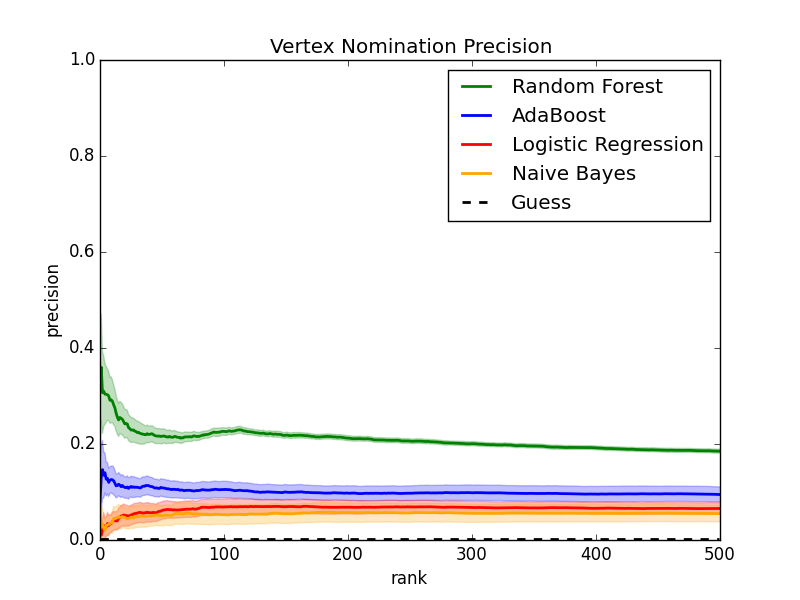 Vertex Nomination Precision
1.0
0.8
0.6
0.4
0.2
0.0
precision
Random Forest
AdaBoost
Logistic Regression
Naive Bayes
Guess
0 100 200 300 400 500
rank